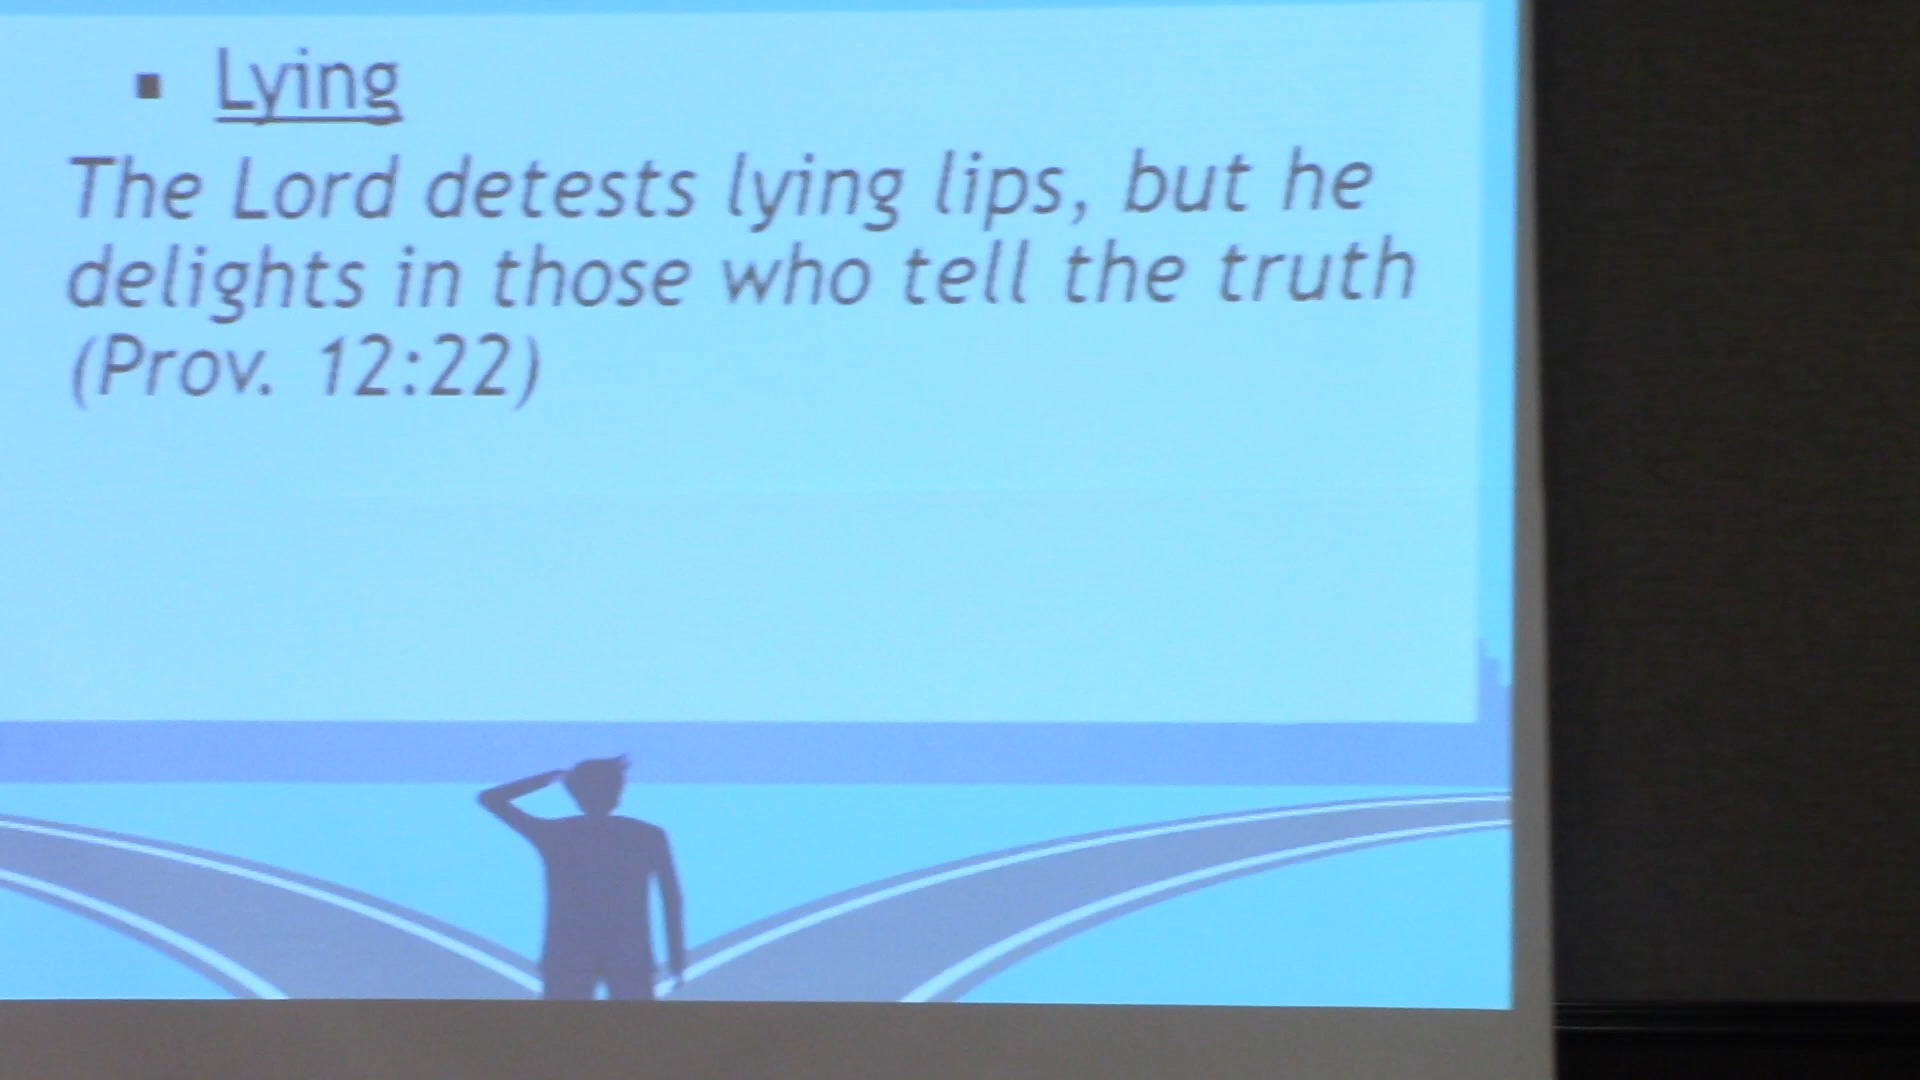 ▪ Lying
The Lord detests lying lips, but he
delights in those who tell the truth
(Prov. 12:22)